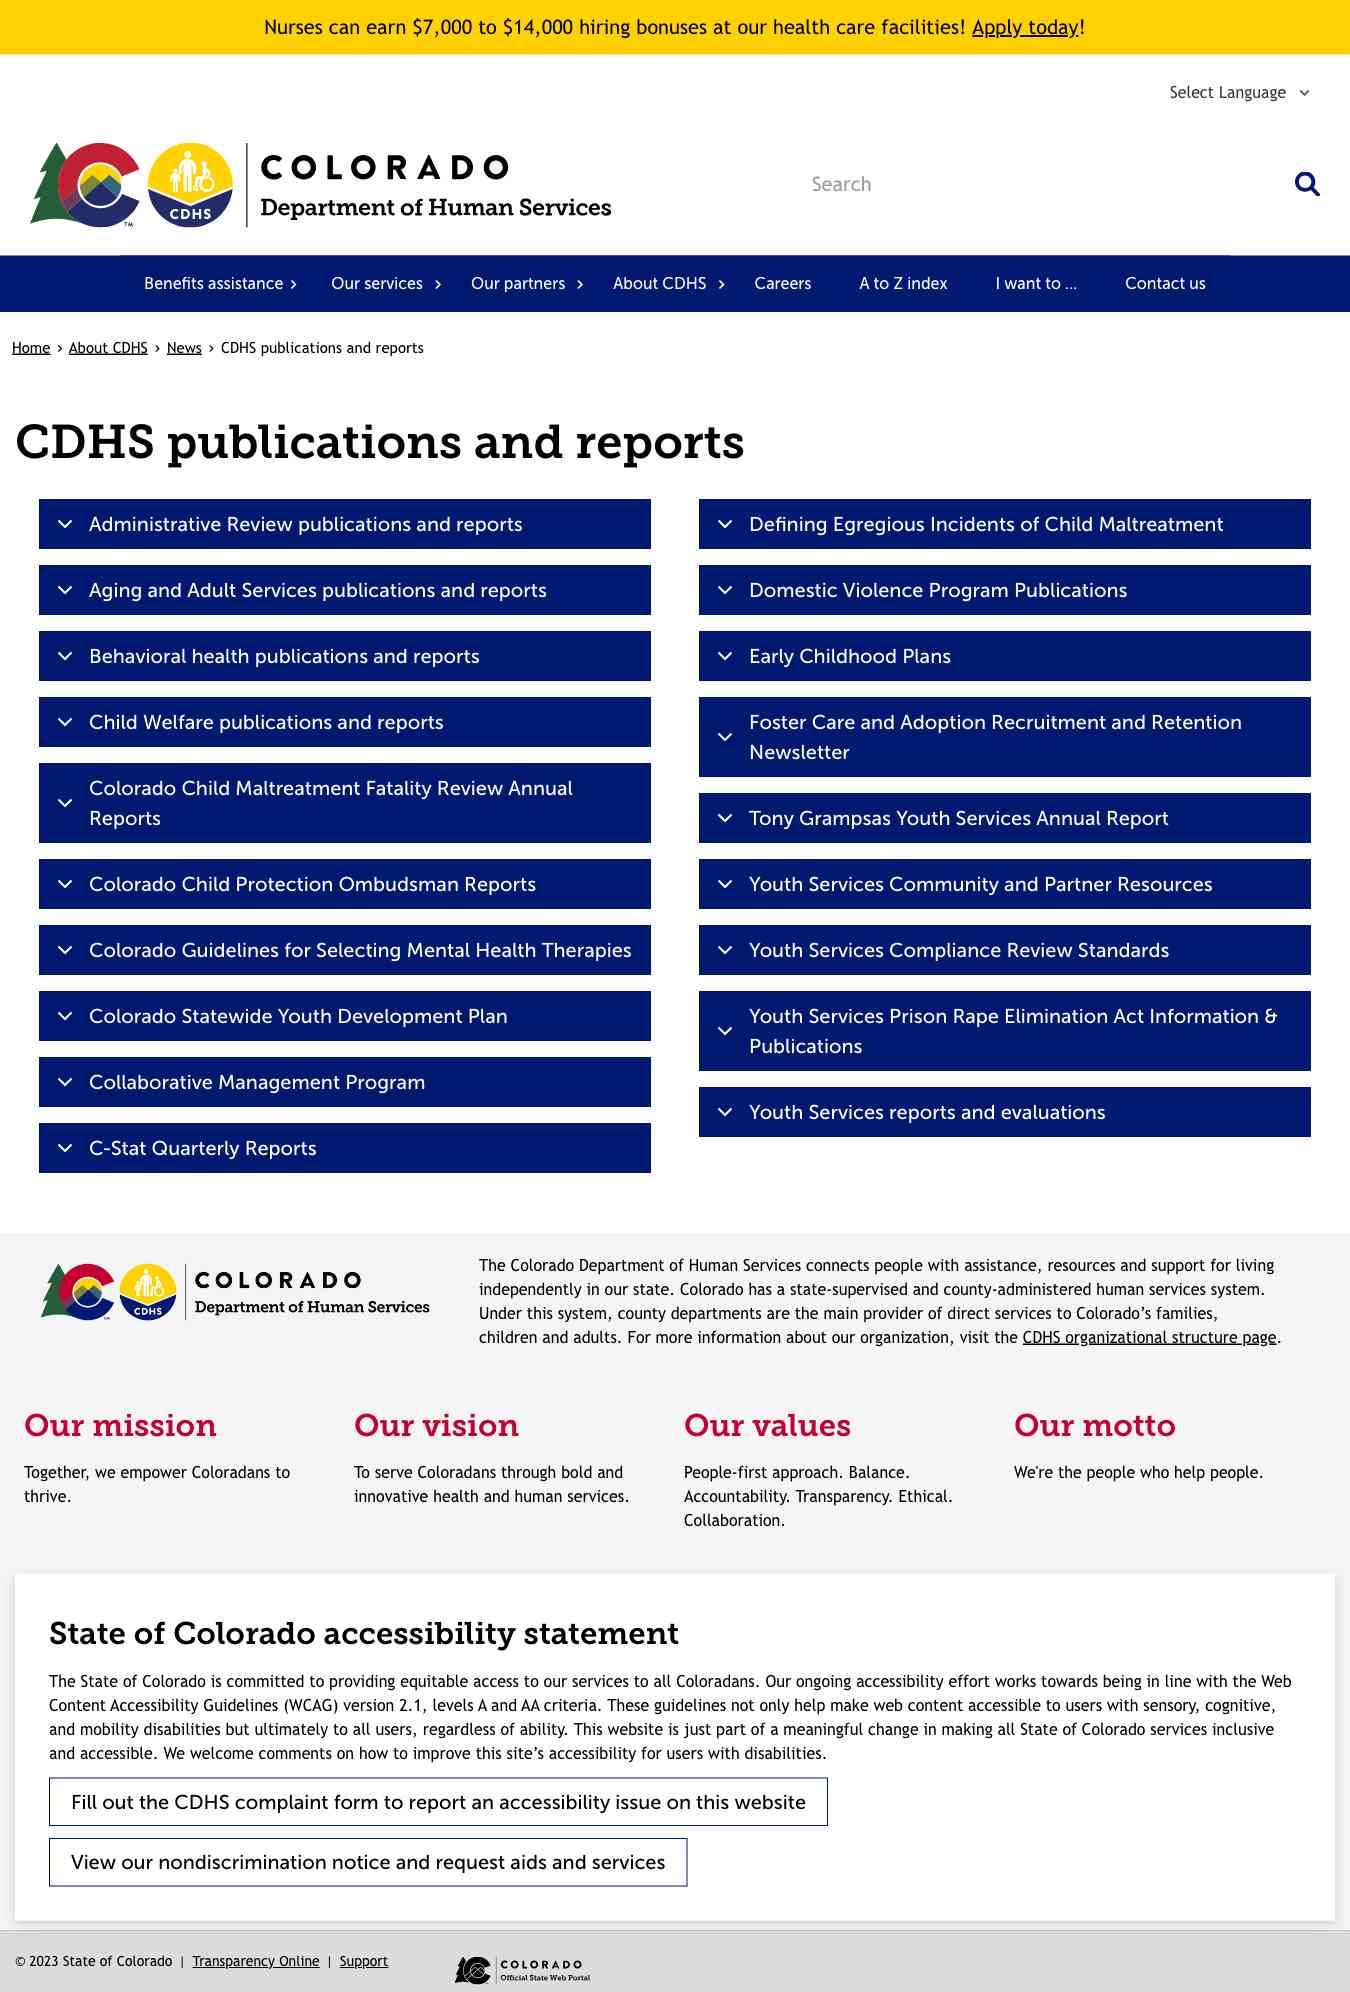 Nurses can earn $7,000 to $14,000 hiring bonuses at our health care facilities! Apply today!
Select Language
CDHS
TM
COLORADO
Department of Human Services
Search
Benefits assistance › Our services › Our partners › About CDHS › Careers A to Z index I want to ... Contact us
Home › About CDHS › News › CDHS publications and reports
CDHS publications and reports
Administrative Review publications and reports
Aging and Adult Services publications and reports
Behavioral health publications and reports
Child Welfare publications and reports
Colorado Child Maltreatment Fatality Review Annual
Reports
Colorado Child Protection Ombudsman Reports
Colorado Guidelines for Selecting Mental Health Therapies
Colorado Statewide Youth Development Plan
Collaborative Management Program
C-Stat Quarterly Reports
Defining Egregious Incidents of Child Maltreatment
Domestic Violence Program Publications
Early Childhood Plans
Foster Care and Adoption Recruitment and Retention
Newsletter
Tony Grampsas Youth Services Annual Report
Youth Services Community and Partner Resources
Youth Services Compliance Review Standards
Youth Services Prison Rape Elimination Act Information &
Publications
Youth Services reports and evaluations
CDHS
COLORADO
Department of Human Services
The Colorado Department of Human Services connects people with assistance, resources and support for living
independently in our state. Colorado has a state-supervised and county-administered human services system.
Under this system, county departments are the main provider of direct services to Colorado’s families,
children and adults. For more information about our organization, visit the CDHS organizational structure page.
Our mission
Together, we empower Coloradans to
thrive.
Our vision
To serve Coloradans through bold and
innovative health and human services.
Our values
People-first approach. Balance.
Accountability. Transparency. Ethical.
Collaboration.
Our motto
We're the people who help people.
State of Colorado accessibility statement
The State of Colorado is committed to providing equitable access to our services to all Coloradans. Our ongoing accessibility effort works towards being in line with the Web
Content Accessibility Guidelines (WCAG) version 2.1, levels A and AA criteria. These guidelines not only help make web content accessible to users with sensory, cognitive,
and mobility disabilities but ultimately to all users, regardless of ability. This website is just part of a meaningful change in making all State of Colorado services inclusive
and accessible. We welcome comments on how to improve this site’s accessibility for users with disabilities.
Fill out the CDHS complaint form to report an accessibility issue on this website
View our nondiscrimination notice and request aids and services
© 2023 State of Colorado | Transparency Online | Support
COLORADO
Official State Web Portal